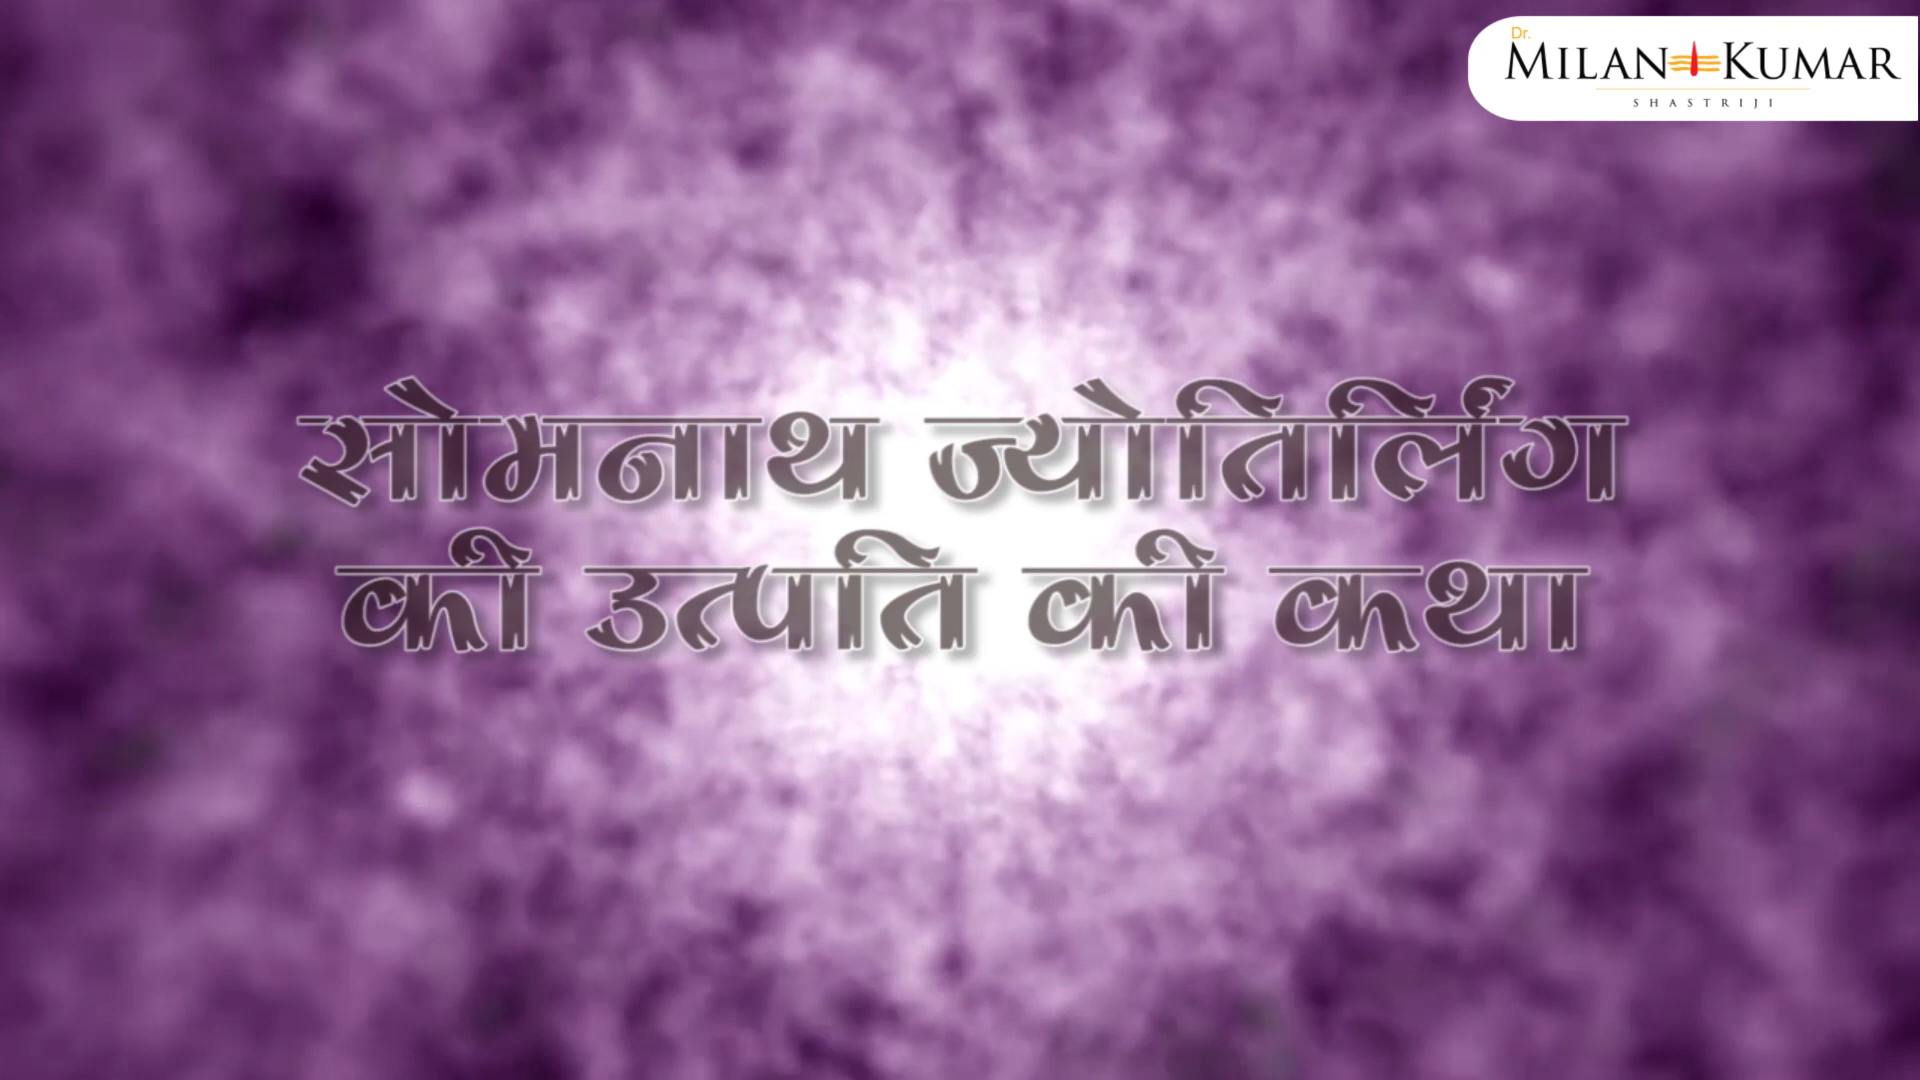 Dr.
MILAN KUMAR
SHASTRIJI
सोमनाथ ज्योतिर्लिंग
की उत्पति की कथा